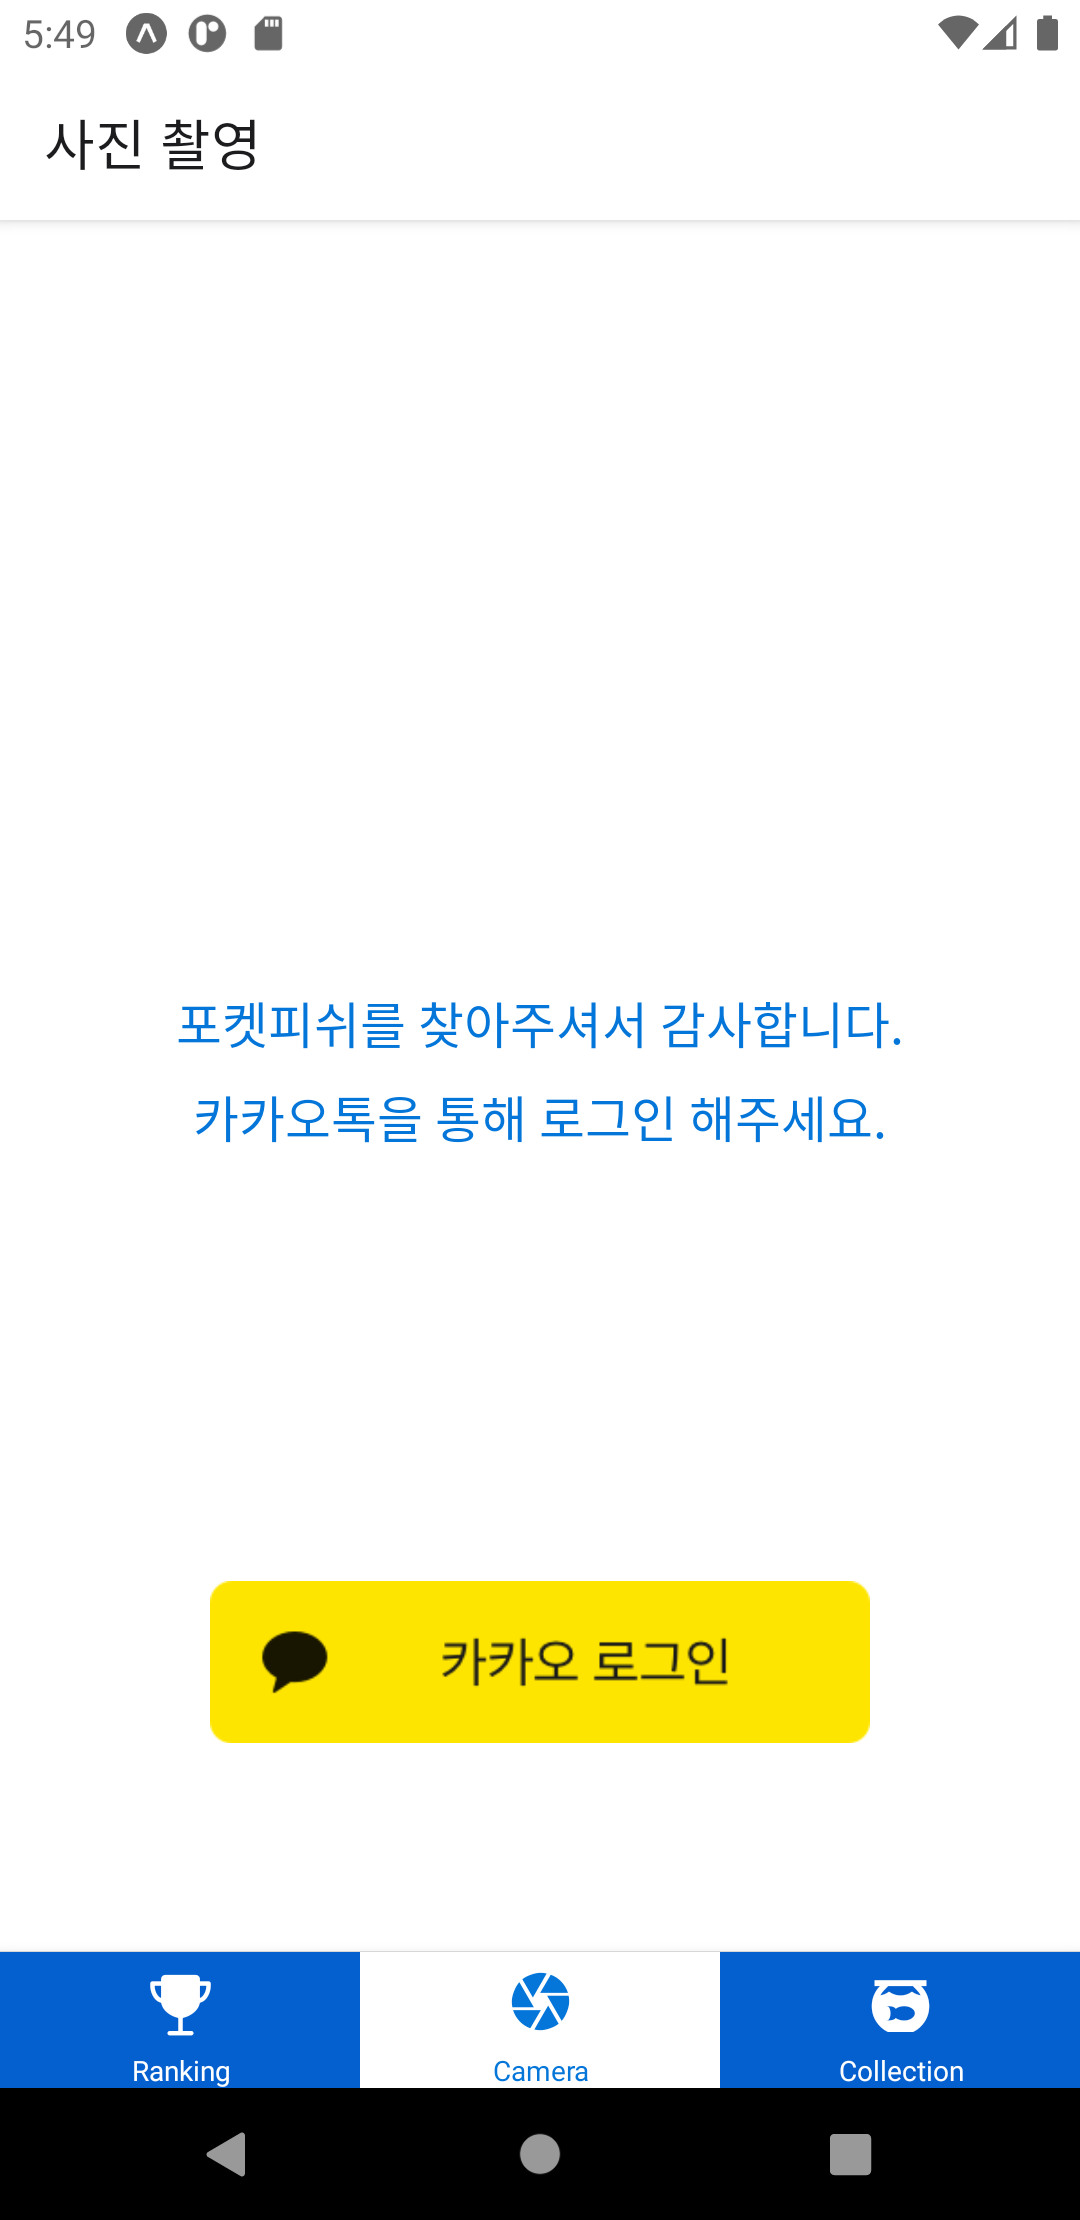 5:49
사진 촬영
포켓피쉬를 찾아주셔서 감사합니다.
카카오톡을 통해 로그인 해주세요.
카카오 로그인
Ranking
Camera
Collection